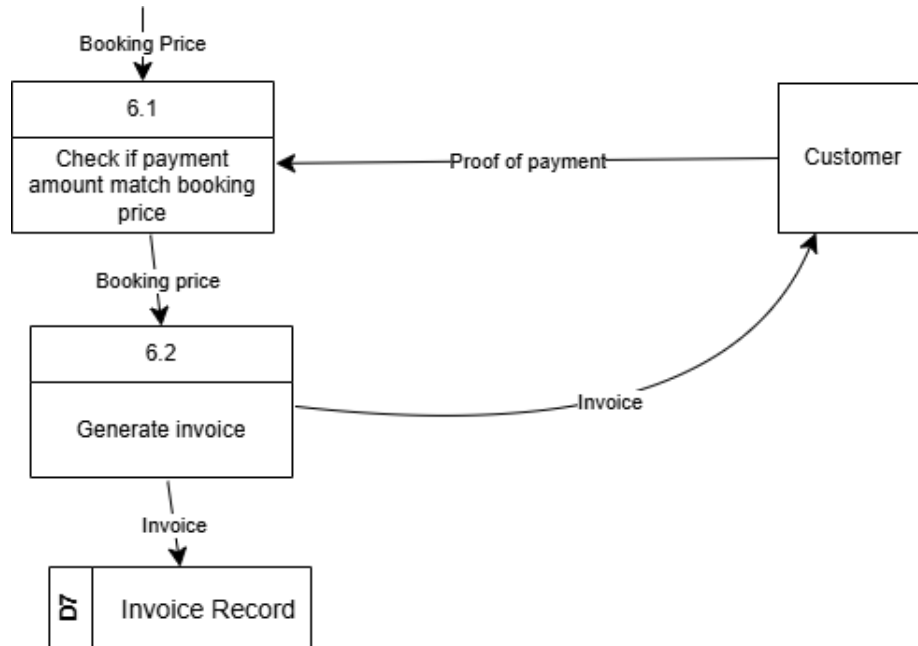 Booking Price
6.1
Check if payment
amount match booking
price
Proof of payment
Customer
Booking price
6.2
Generate invoice
Invoice
Invoice
D7
Invoice Record